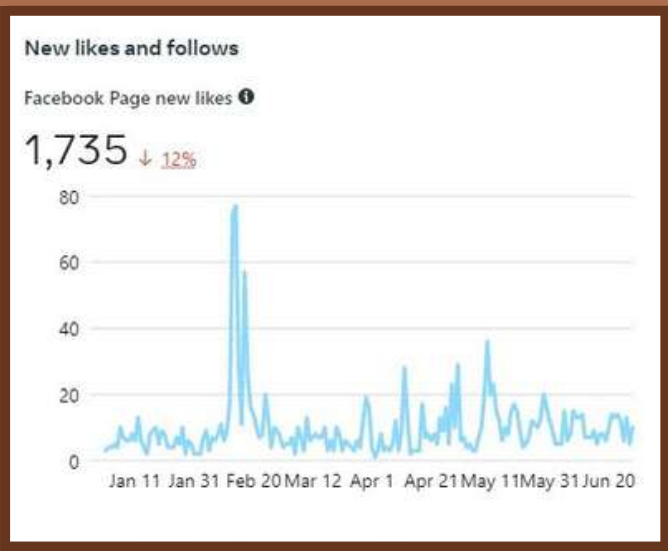 New likes and follows
Facebook Page new likes
1,735 ↓ 12%
80
60
40
20
0
Jan 11 Jan 31 Feb 20 Mar 12 Apr 1 Apr 21 May 11 May 31 Jun 20